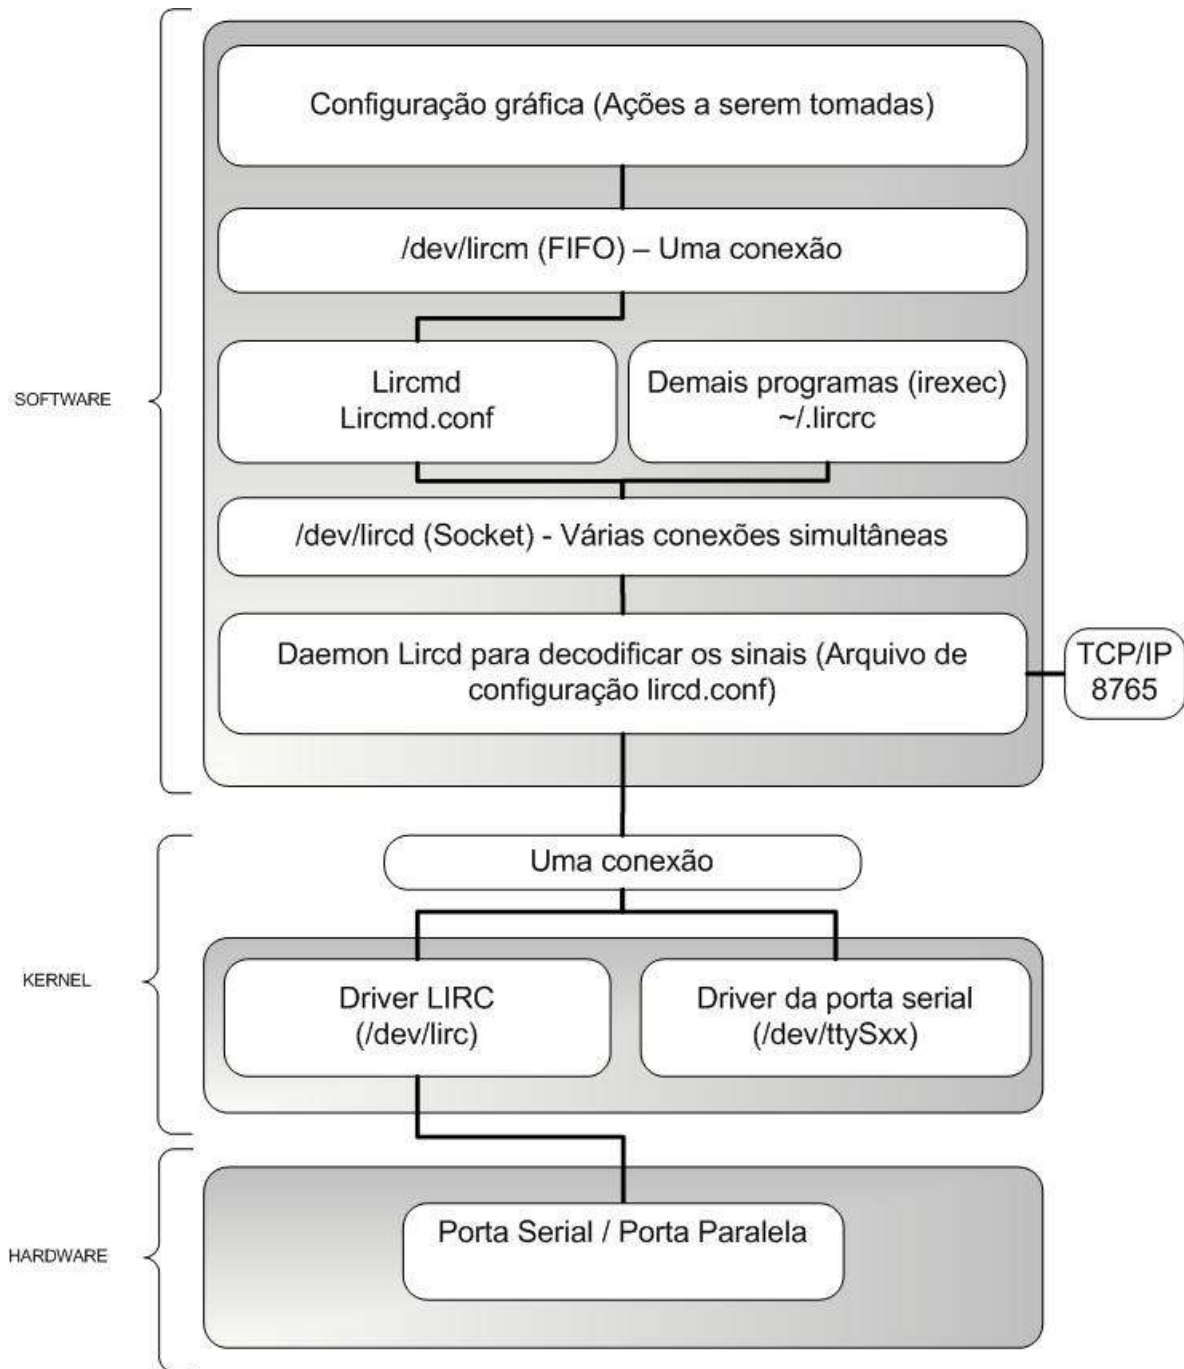 Configuração gráfica (Ações a serem tomadas)
/dev/lircm (FIFO) – Uma conexão
SOFTWARE
Lircmd
Lircmd.conf
Demais programas (irexec)
~/.lircrc
/dev/lircd (Socket) - Várias conexões simultâneas
Daemon Lircd para decodificar os sinais (Arquivo de
configuração lircd.conf)
TCP/IP
8765
Uma conexão
KERNEL
Driver LIRC
(/dev/lirc)
Driver da porta serial
(/dev/ttySxx)
HARDWARE
Porta Serial / Porta Paralela